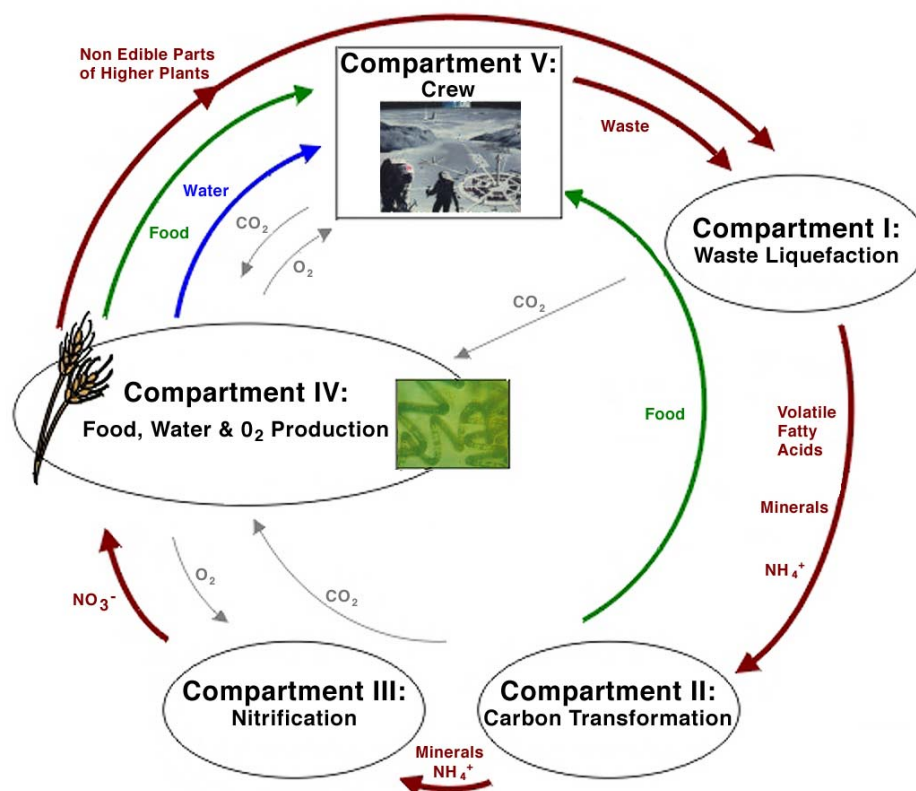 Non Edible Parts
of Higher Plants
Compartment V:
Crew
Waste
Water
Food
CO₂
O₂
Compartment I:
Waste Liquefaction
CO₂
Compartment IV:
Food, Water & 0₂ Production
Food
Volatile
Fatty
Acids
Minerals
NH₄⁺
O₂
CO₂
NO₃⁻
Compartment III:
Nitrification
Compartment II:
Carbon Transformation
Minerals
NH₄⁺